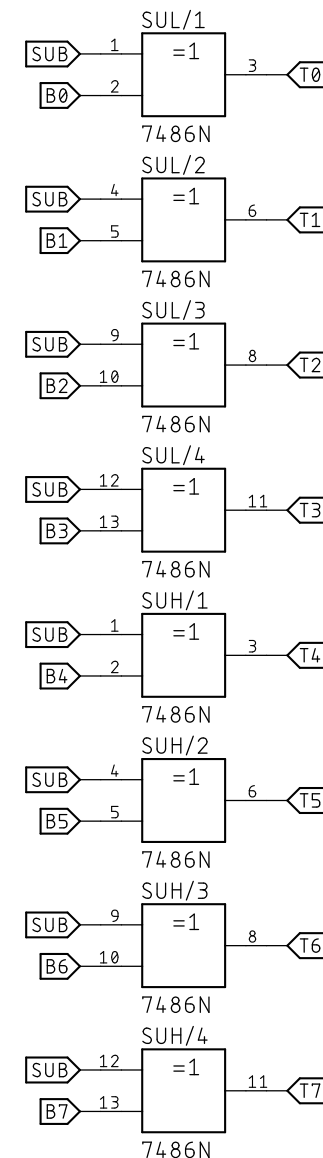 SUL/1
SUB 1 =1 3 T0
B0 2
7486N
SUL/2
SUB 4 =1 6 T1
B1 5
7486N
SUL/3
SUB 9 =1 8 T2
B2 10
7486N
SUL/4
SUB 12 =1 11 T3
B3 13
7486N
SUH/1
SUB 1 =1 3 T4
B4 2
7486N
SUH/2
SUB 4 =1 6 T5
B5 5
7486N
SUH/3
SUB 9 =1 8 T6
B6 10
7486N
SUH/4
SUB 12 =1 11 T7
B7 13
7486N